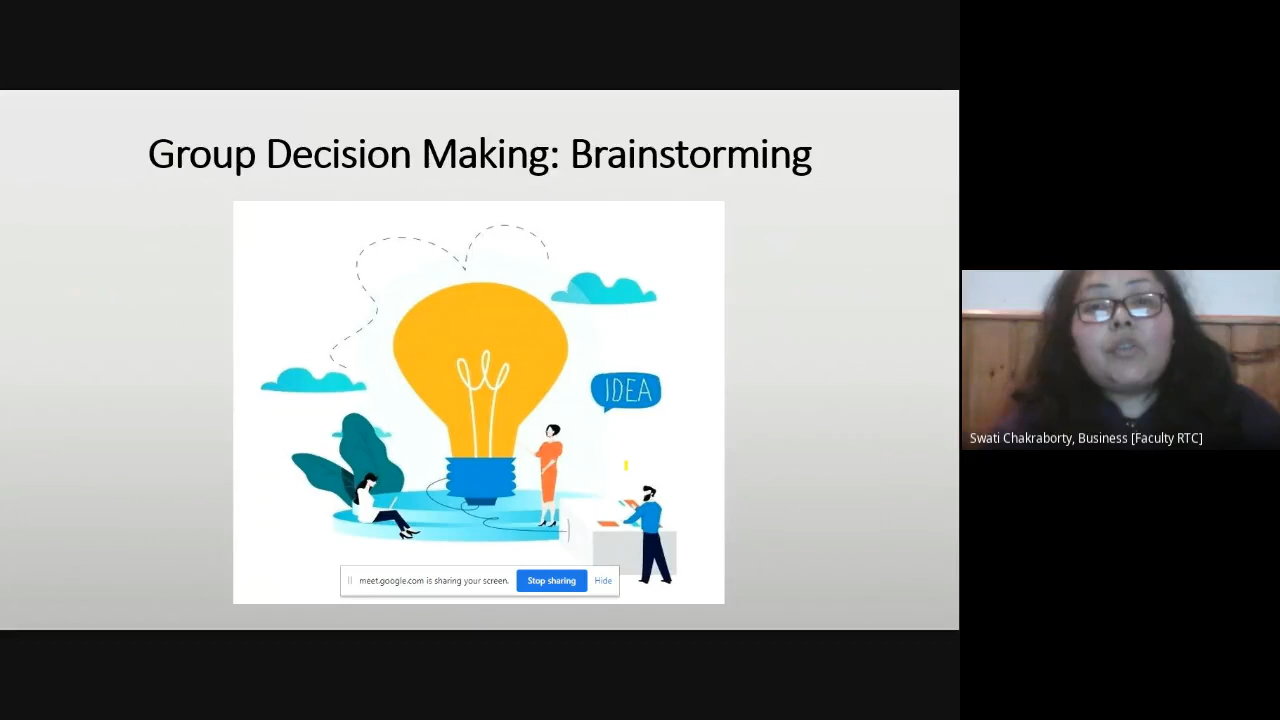 Group Decision Making: Brainstorming
IDEA
meet.google.com is sharing your screen.
Stop sharing
Hide
Swati Chakraborty, Business [Faculty RTC]